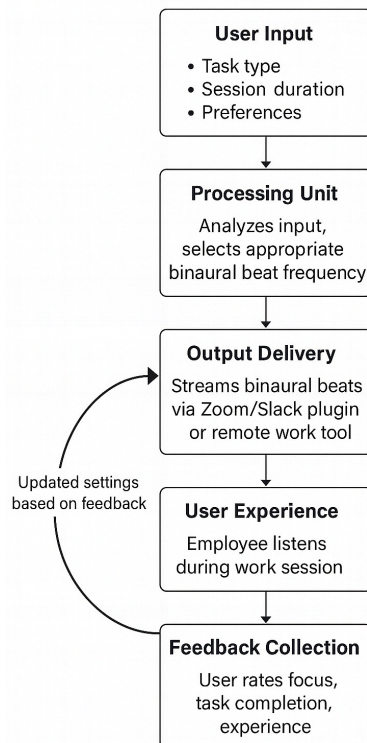 User Input
• Task type
• Session duration
• Preferences
Processing Unit
Analyzes input,
selects appropriate
binaural beat frequency
Output Delivery
Streams binaural beats
via Zoom/Slack plugin
or remote work tool
Updated settings
based on feedback
User Experience
Employee listens
during work session
Feedback Collection
User rates focus,
task completion,
experience